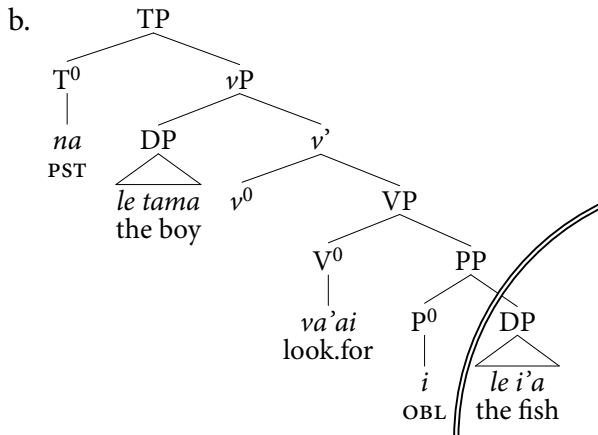 b.
TP
T⁰ vP
na
PST
DP v’
le tama
the boy
v⁰ VP
V⁰ PP
va’ai
look.for
P⁰ DP
i
OBL
le i’a
the fish